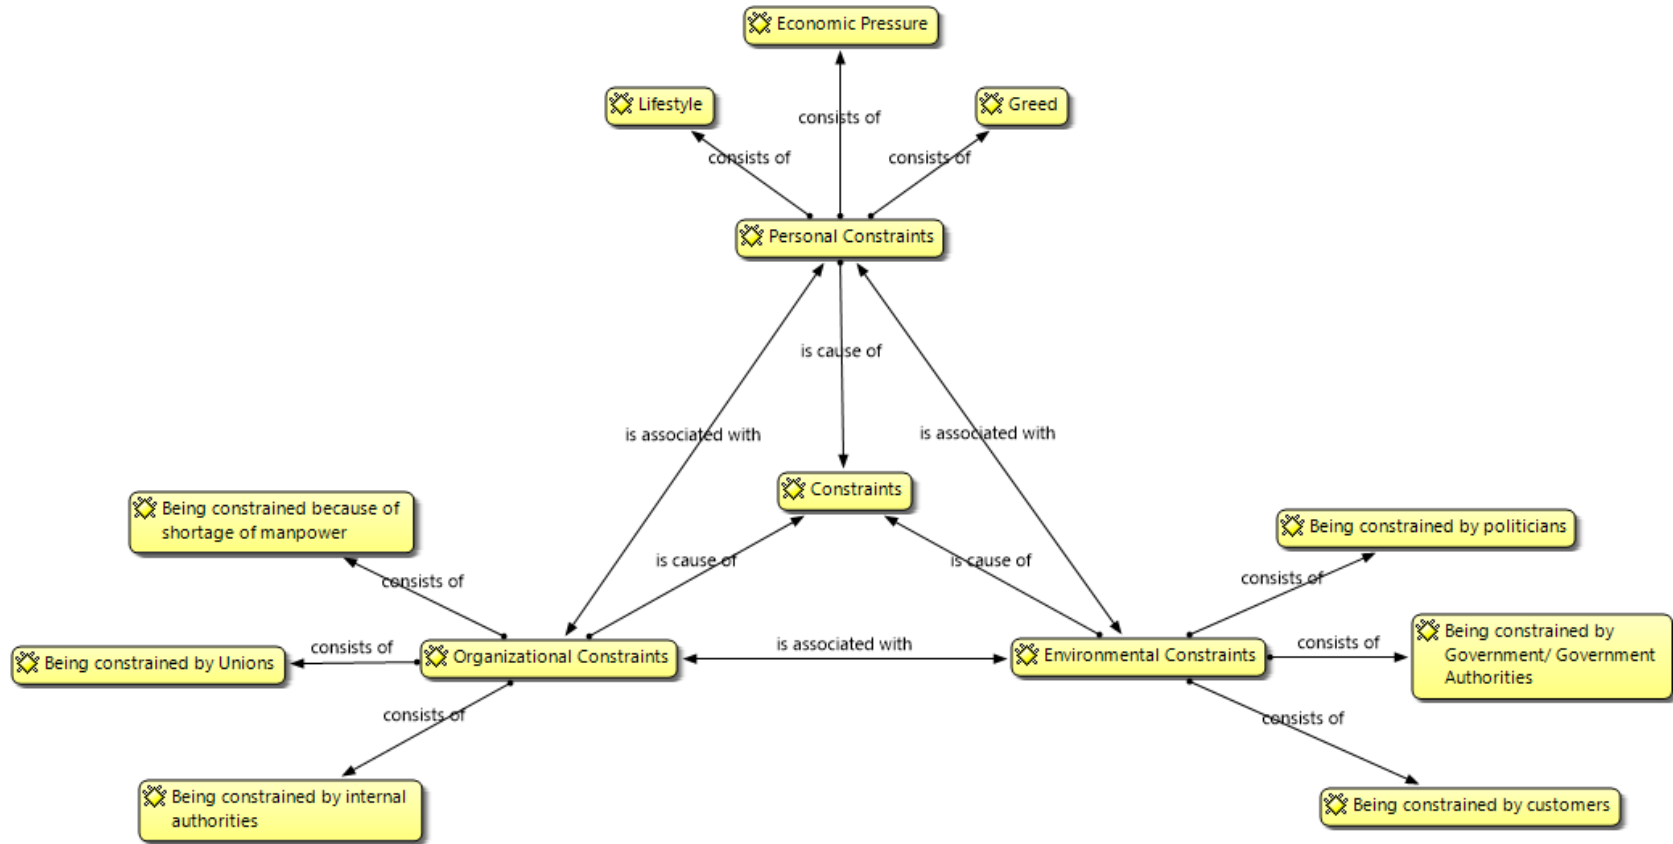 Economic Pressure
Lifestyle
Greed
consists of
consists of
consists of
Personal Constraints
is cause of
is associated with
is associated with
Constraints
Being constrained because of
shortage of manpower
Being constrained by politicians
is cause of
is cause of
consists of
consists of
Being constrained by Unions
consists of
Organizational Constraints
is associated with
Environmental Constraints
consists of
Being constrained by
Government/ Government
Authorities
consists of
consists of
Being constrained by internal
authorities
Being constrained by customers